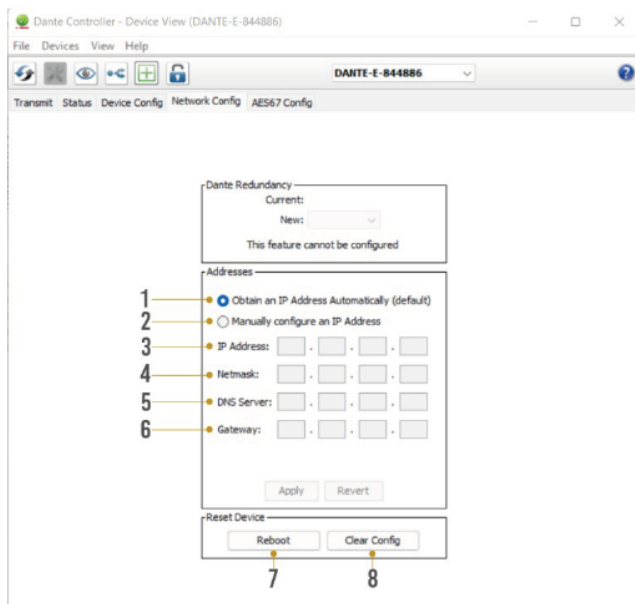 Dante Controller - Device View (DANTE-E-844886)
File Devices View Help
DANTE-E-844886
Transmit Status Device Config Network Config AES67 Config
Dante Redundancy
Current:
New:
This feature cannot be configured
Addresses
1 Obtain an IP Address Automatically (default)
2 Manually configure an IP Address
3 IP Address: . . .
4 Netmask: . . .
5 DNS Server: . . .
6 Gateway: . . .
Apply Revert
Reset Device
Reboot Clear Config
7 8